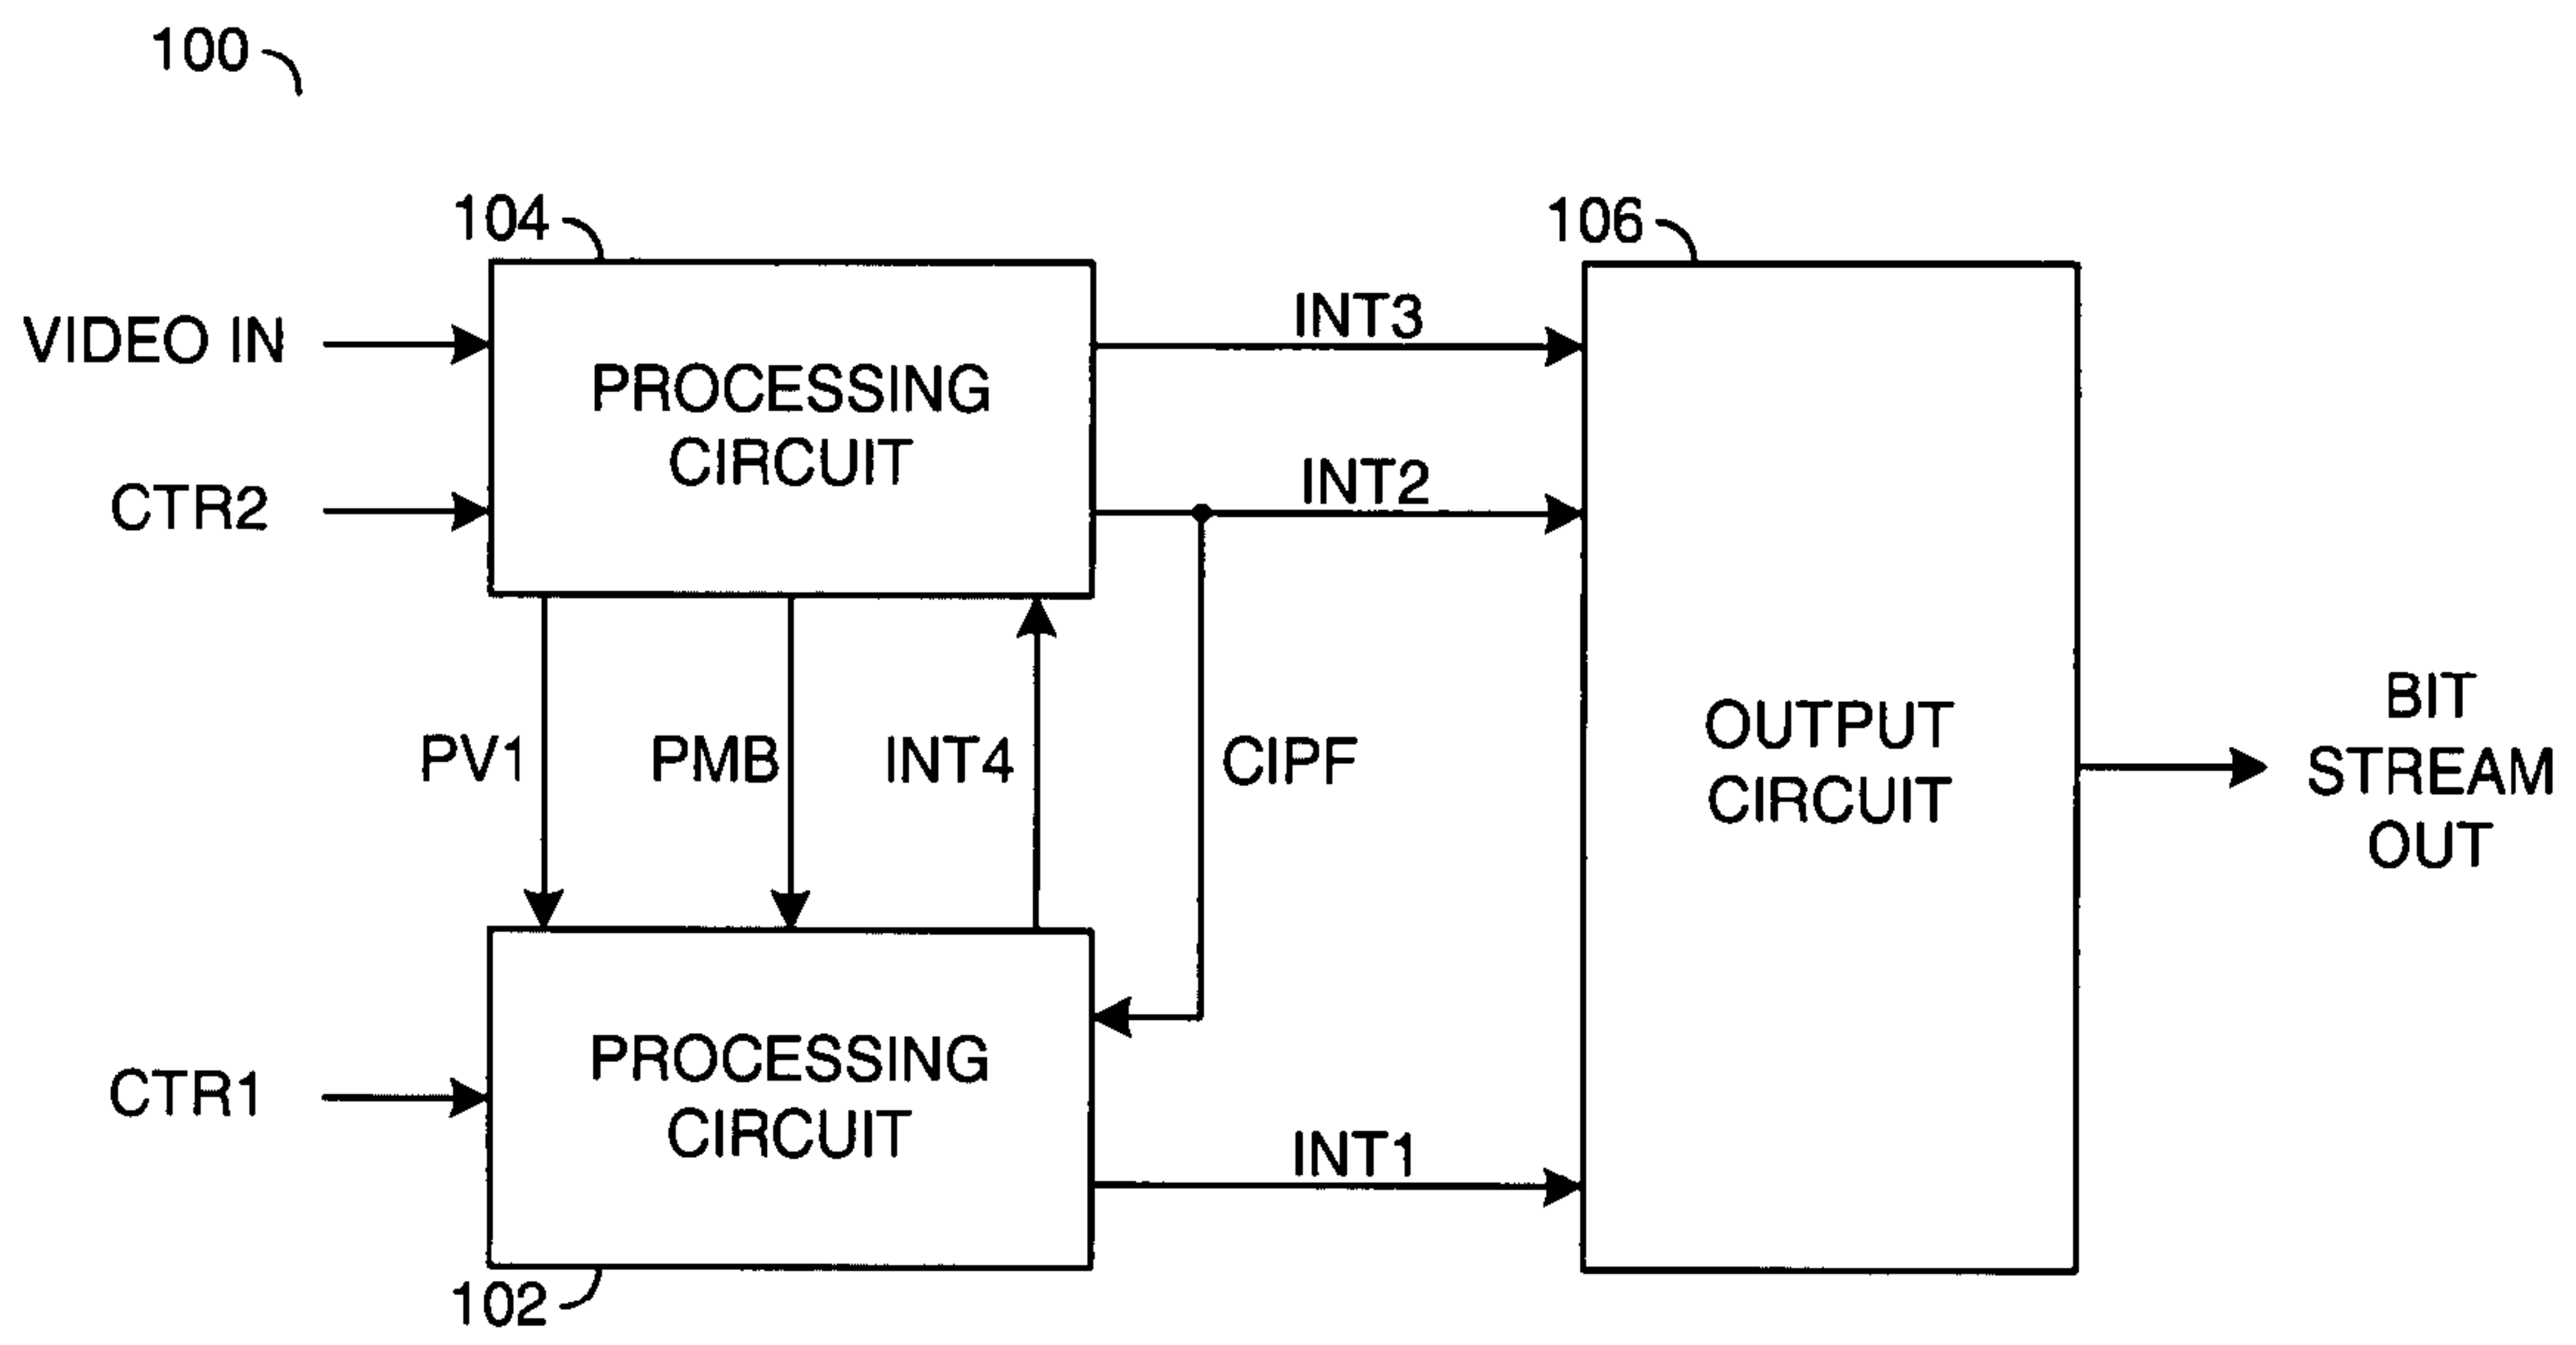 100
104
106
VIDEO IN
INT3
PROCESSING
CIRCUIT
CTR2
INT2
PV1
PMB
INT4
CIPF
OUTPUT
CIRCUIT
BIT
STREAM
OUT
PROCESSING
CIRCUIT
CTR1
INT1
102